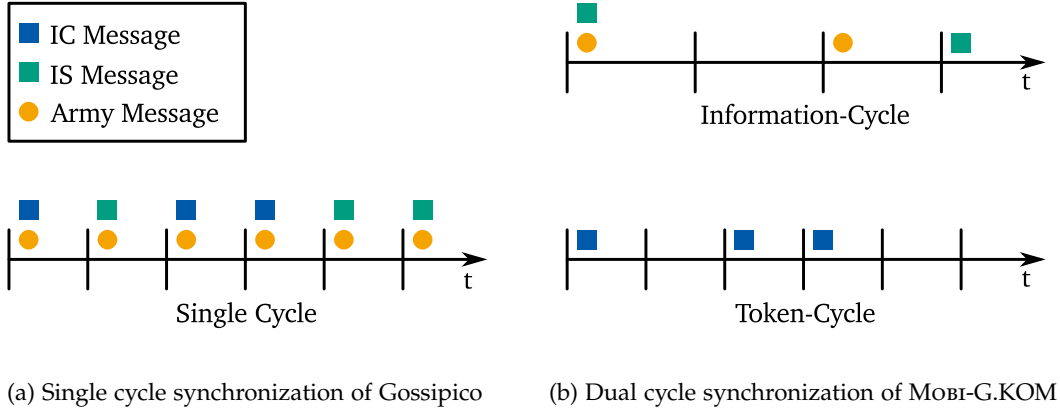 IC Message
IS Message
Army Message
t
Single Cycle
t
Information-Cycle
t
Token-Cycle
(a) Single cycle synchronization of Gossipico
(b) Dual cycle synchronization of MOBI-G.KOM